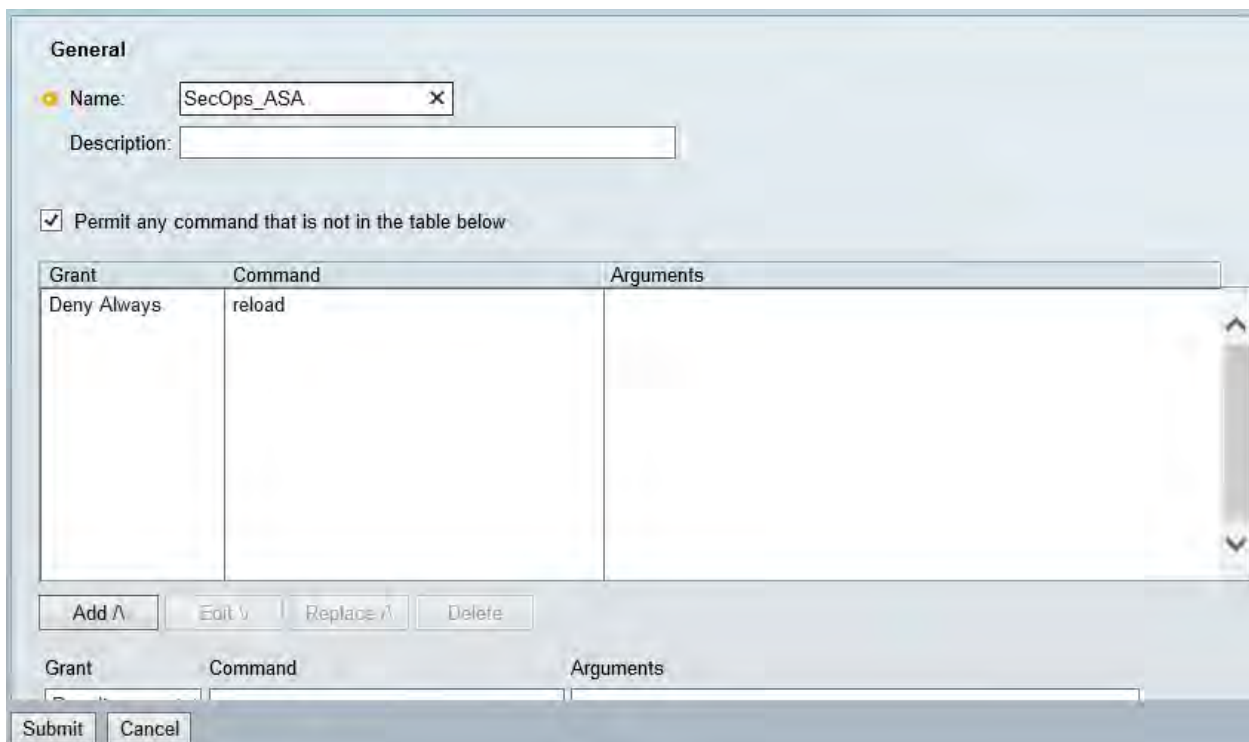 General
Name: SecOps_ASA ×
Description:
Permit any command that is not in the table below
Grant Command Arguments
Deny Always reload
Add /\ Edit \/ Replace /\ Delete
Grant Command Arguments
Submit Cancel